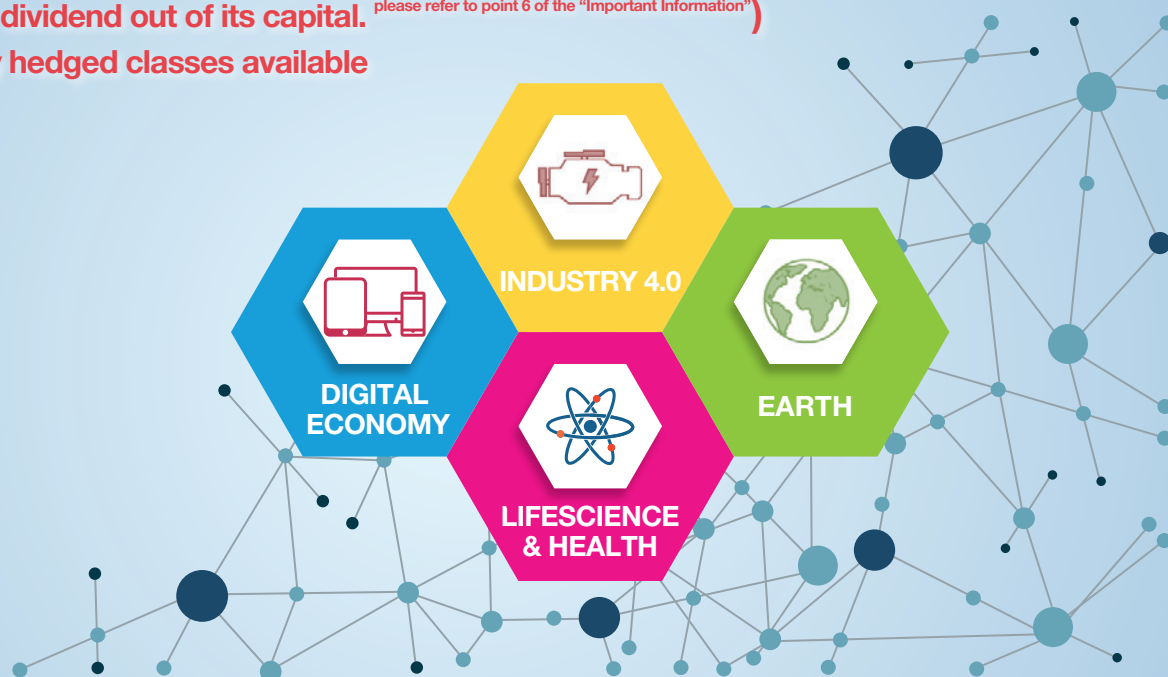 dividend out of its capital. please refer to point 6 of the “Important Information”)
hedged classes available
INDUSTRY 4.0
DIGITAL
ECONOMY
EARTH
LIFESCIENCE
& HEALTH